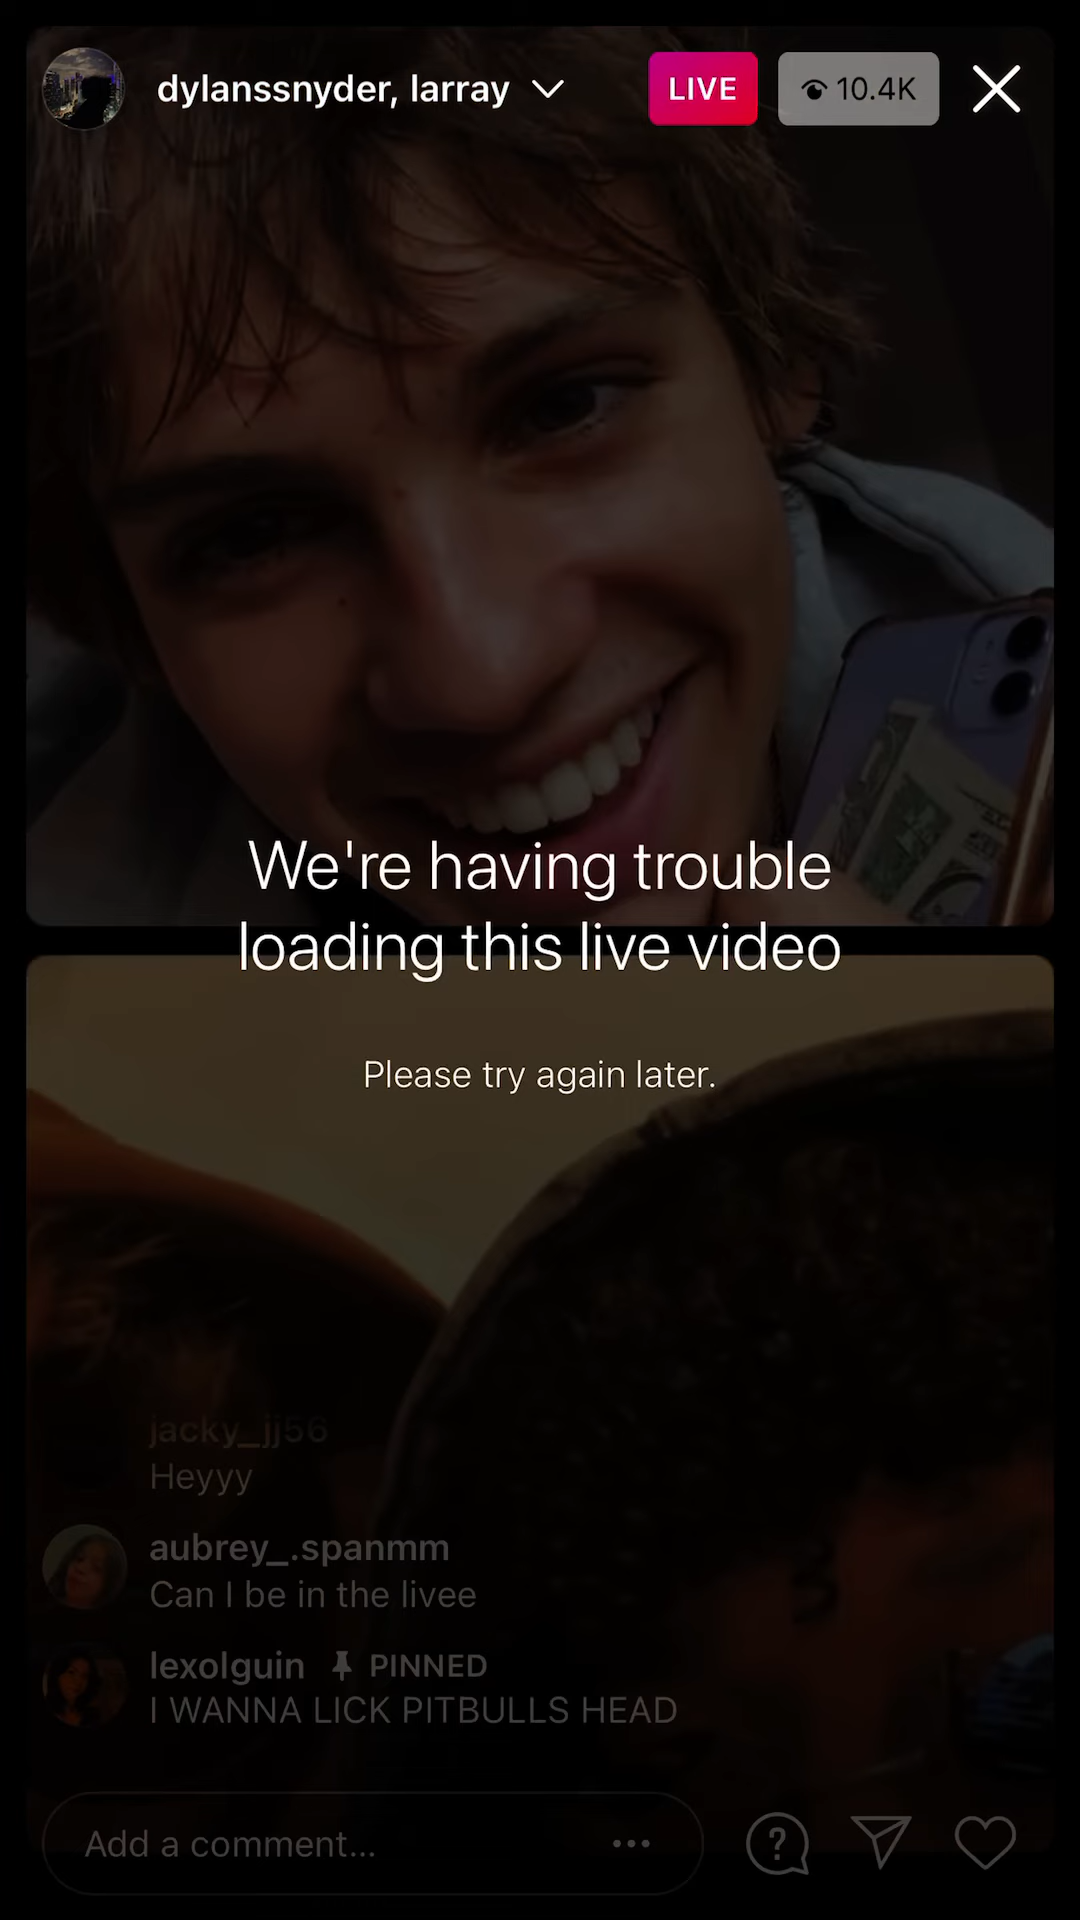 dylanssnyder, larray
LIVE
10.4K
We're having trouble
loading this live video
Please try again later.
jacky_jj56
Heyyy
aubrey_.spanmm
Can I be in the livee
lexolguin PINNED
I WANNA LICK PITBULLS HEAD
Add a comment...